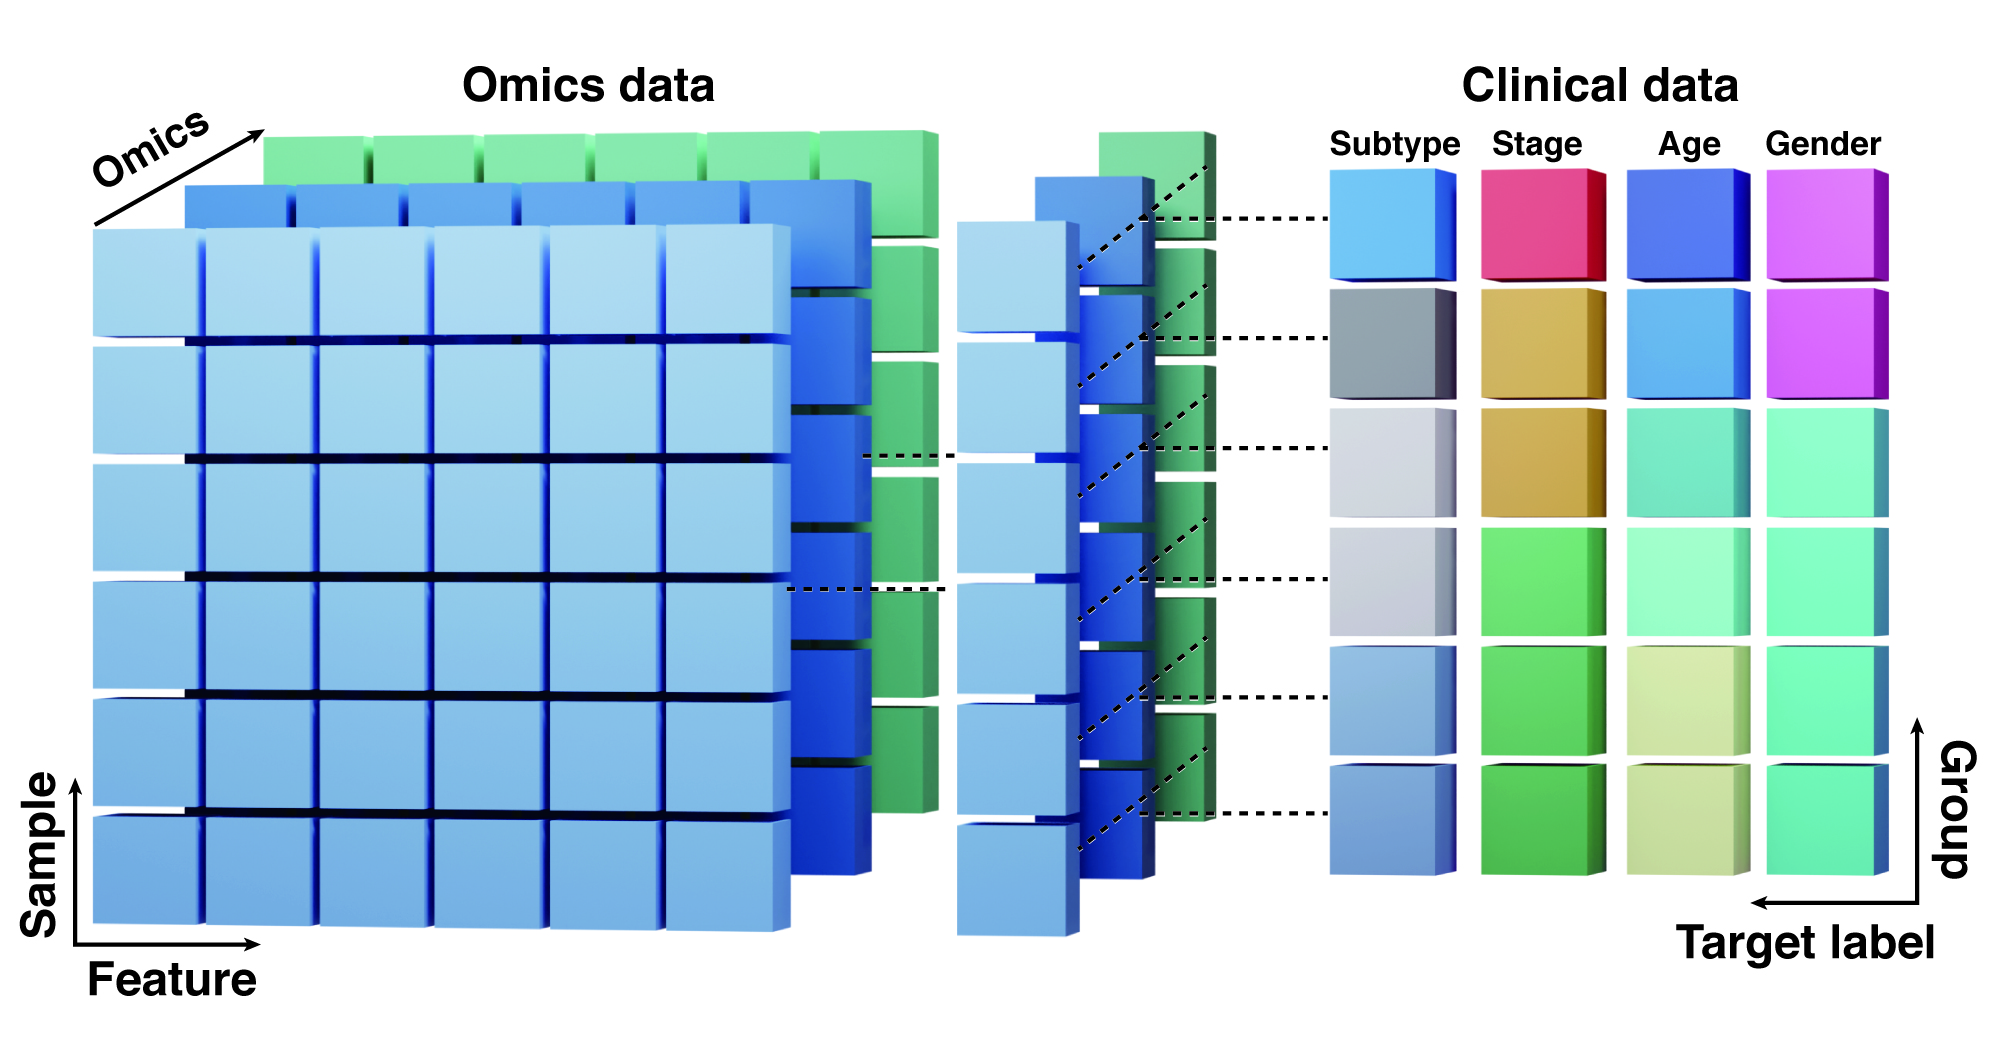 Omics data
Clinical data
Omics
Subtype Stage Age Gender
Sample
Feature
Group
Target label